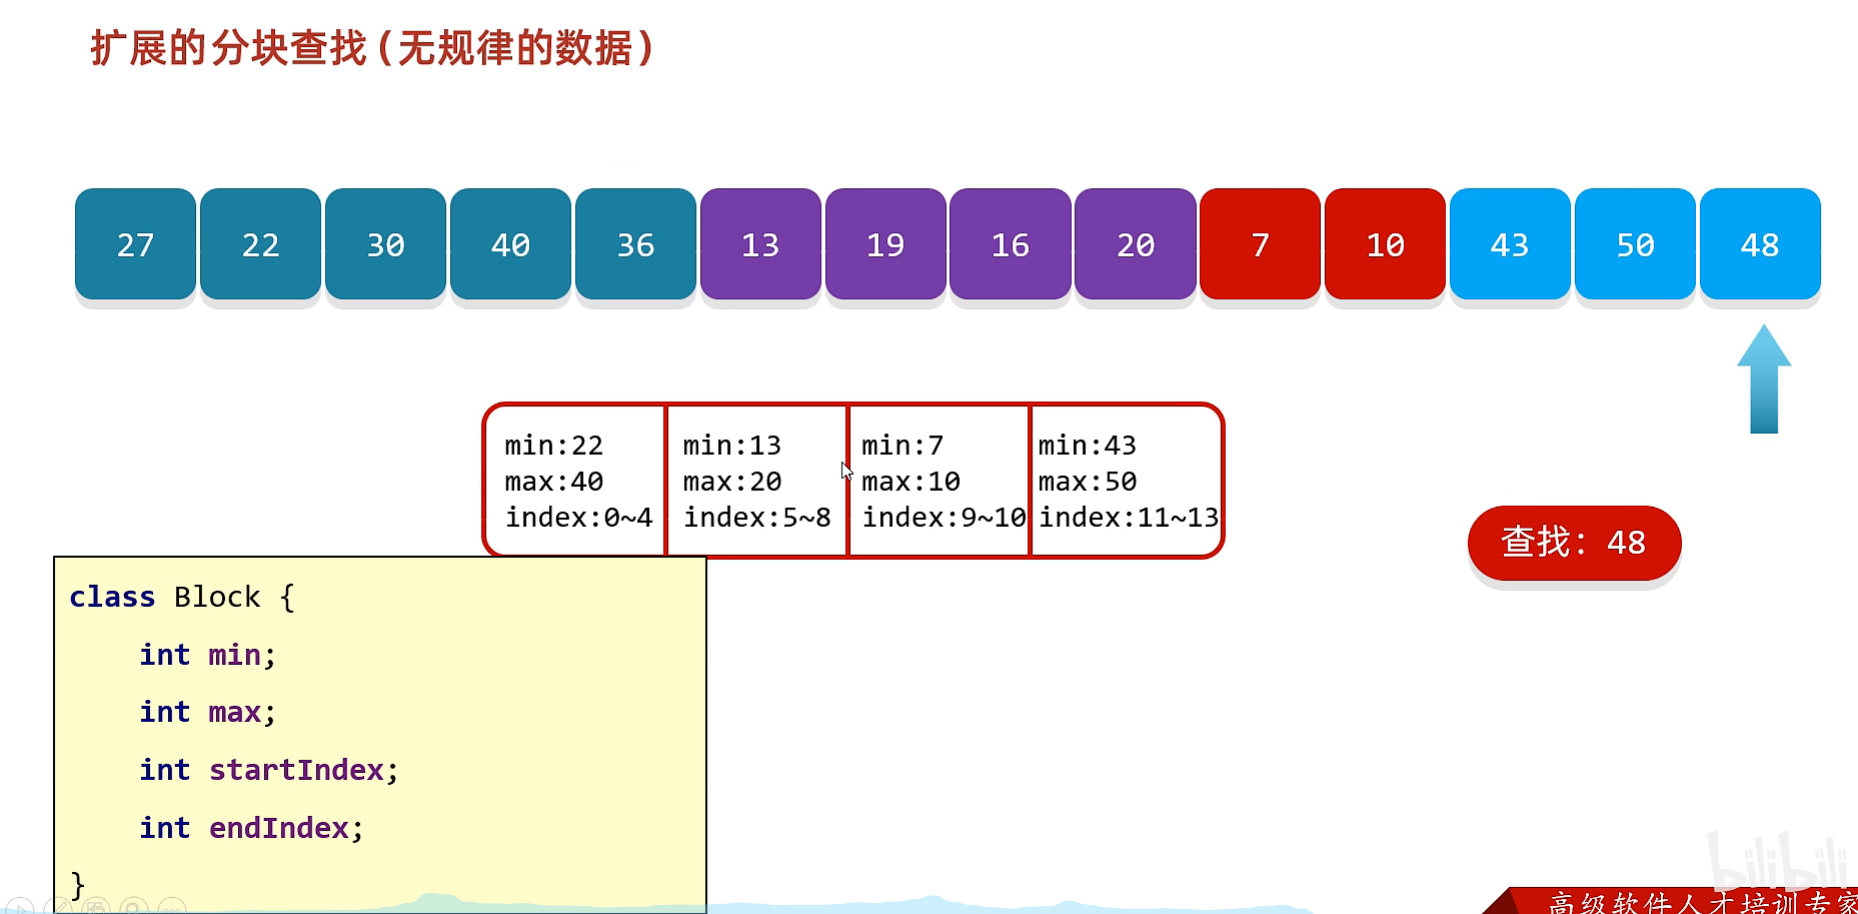 扩展的分块查找(无规律的数据)
27 22 30 40 36 13 19 16 20 7 10 43 50 48
min:22 min:13 min:7 min:43
max:40 max:20 max:10 max:50
index:0~4 index:5~8 index:9~10 index:11~13
查找：48
class Block {
int min;
int max;
int startIndex;
int endIndex;
}
bilibili
高级软件人才培训专家